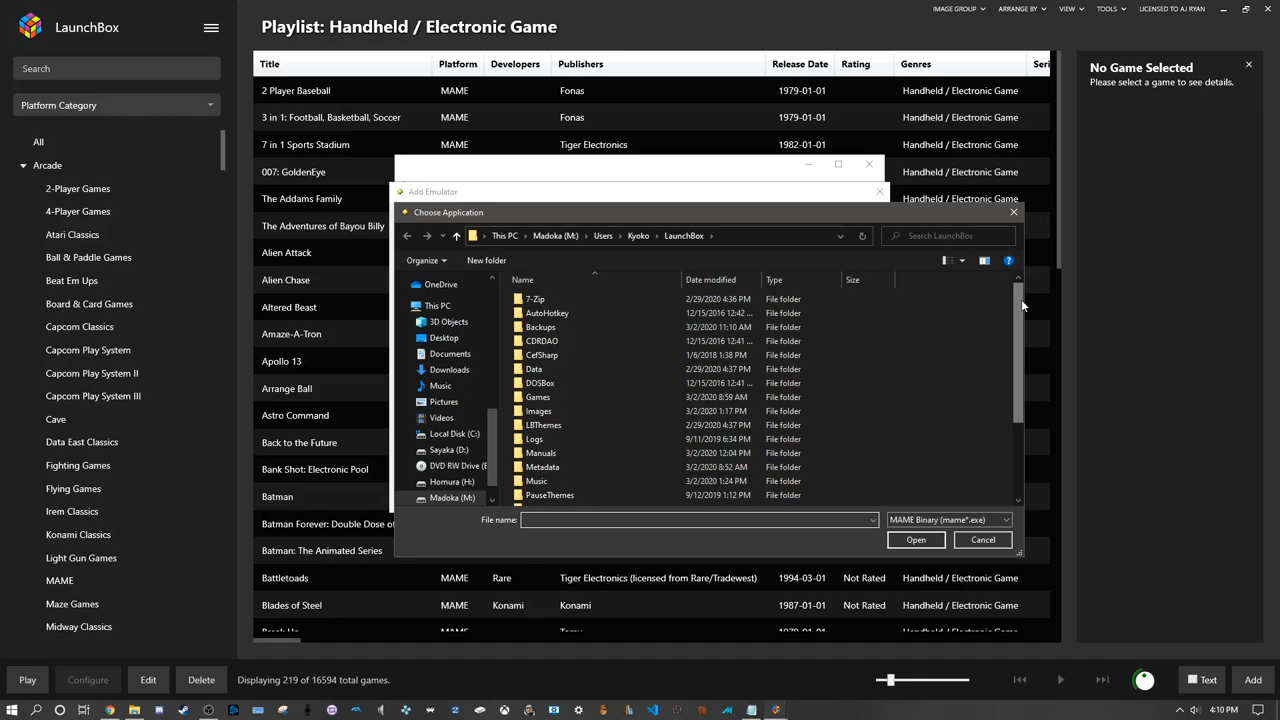 LaunchBox
Search
Platform Category
All
Arcade
2-Player Games
4-Player Games
Atari Classics
Ball & Paddle Games
Beat Em Ups
Board & Card Games
Capcom Classics
Capcom Play System
Capcom Play System II
Capcom Play System III
Cave
Data East Classics
Fighting Games
Flying Games
Irem Classics
Konami Classics
Light Gun Games
MAME
Maze Games
Midway Classics
IMAGE GROUP ARRANGE BY VIEW TOOLS LICENSED TO AJ RYAN
Playlist: Handheld / Electronic Game
Title Platform Developers Publishers Release Date Rating Genres Seri
2 Player Baseball MAME Fonas 1979-01-01 Handheld / Electronic Game
3 in 1: Football, Basketball, Soccer MAME Fonas 1979-01-01 Handheld / Electronic Game
7 in 1 Sports Stadium MAME Tiger Electronics 1982-01-01 Handheld / Electronic Game
007: GoldenEye Handheld / Electronic Game
The Addams Family
The Adventures of Bayou Billy
Alien Attack
Alien Chase
Altered Beast
Amaze-A-Tron
Apollo 13
Arrange Ball
Astro Command
Back to the Future
Bank Shot: Electronic Pool
Batman
Batman Forever: Double Dose of
Batman: The Animated Series
Battletoads MAME Rare Tiger Electronics (licensed from Rare/Tradewest) 1994-03-01 Not Rated Handheld / Electronic Game
Blades of Steel MAME Konami Konami 1987-01-01 Not Rated Handheld / Electronic Game
Add Emulator
Choose Application
This PC Madoka (M:) Users Kyoko LaunchBox
Search LaunchBox
Organize New folder
OneDrive
This PC
3D Objects
Desktop
Documents
Downloads
Music
Pictures
Videos
Local Disk (C:)
Sayaka (D:)
DVD RW Drive (E
Homura (H:)
Madoka (M:)
Name Date modified Type Size
7-Zip 2/29/2020 4:36 PM File folder
AutoHotkey 12/15/2016 12:42 ... File folder
Backups 3/2/2020 11:10 AM File folder
CDRDAO 12/15/2016 12:41 ... File folder
CefSharp 1/6/2018 1:38 PM File folder
Data 2/29/2020 4:37 PM File folder
DOSBox 12/15/2016 12:41 ... File folder
Games 3/2/2020 8:59 AM File folder
Images 3/2/2020 1:17 PM File folder
LBThemes 2/29/2020 4:37 PM File folder
Logs 9/11/2019 6:34 PM File folder
Manuals 3/2/2020 12:04 PM File folder
Metadata 3/2/2020 8:52 AM File folder
Music 3/2/2020 1:24 PM File folder
PauseThemes 9/12/2019 1:12 PM File folder
File name: MAME Binary (mame*.exe)
Open Cancel
No Game Selected
Please select a game to see details.
Play Configure Edit Delete Displaying 219 of 16594 total games. Text Add
4:10 PM